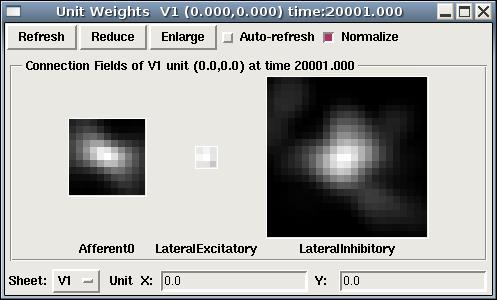 Unit Weights V1 (0.000,0.000) time:20001.000
Refresh Reduce Enlarge Auto-refresh Normalize
Connection Fields of V1 unit (0.0,0.0) at time 20001.000
Afferent0 LateralExcitatory LateralInhibitory
Sheet: V1 Unit X: 0.0 Y: 0.0